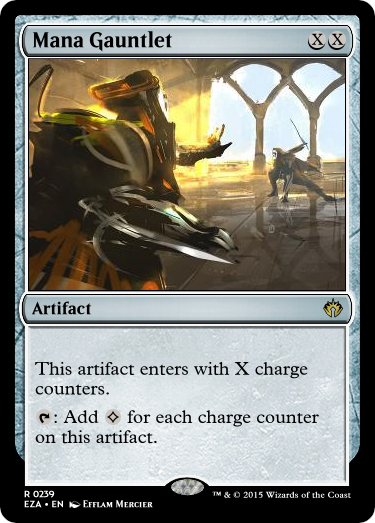 Mana Gauntlet XX
Artifact
This artifact enters with X charge
counters.
: Add for each charge counter
on this artifact.
R 0239
EZA • EN Efflam Mercier
™ & © 2015 Wizards of the Coast